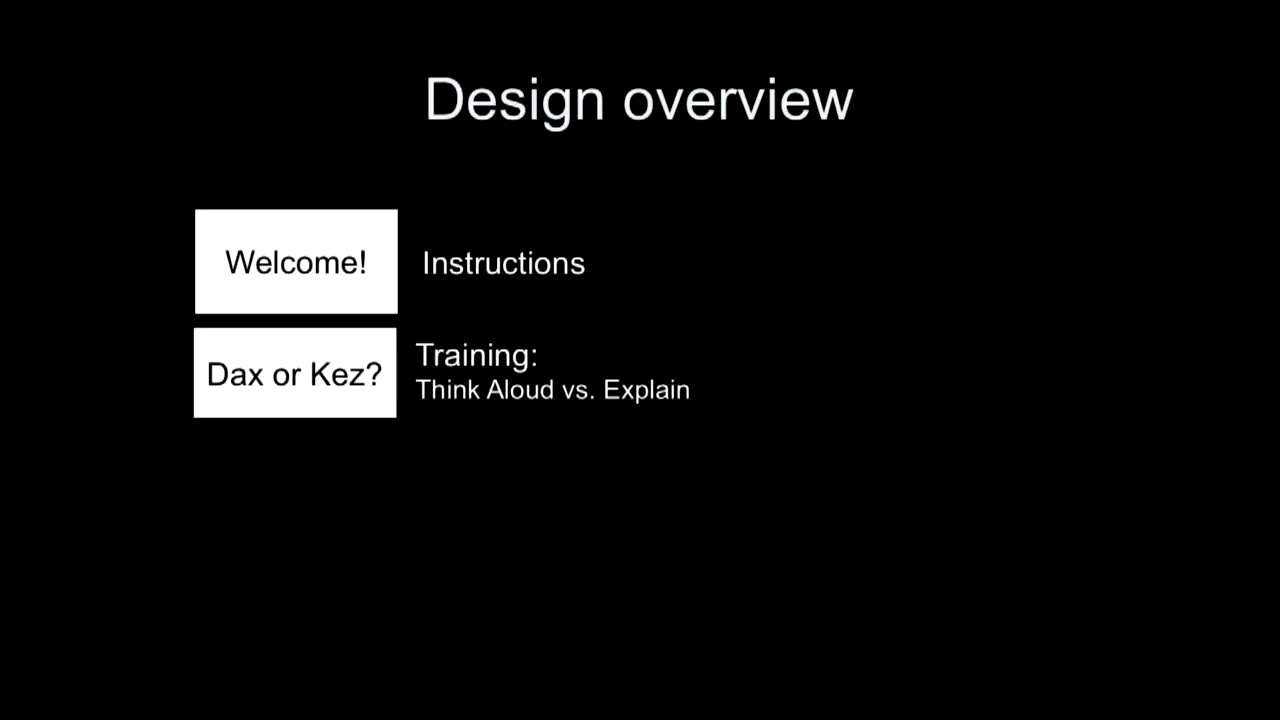 Design overview
Welcome!
Instructions
Dax or Kez?
Training:
Think Aloud vs. Explain